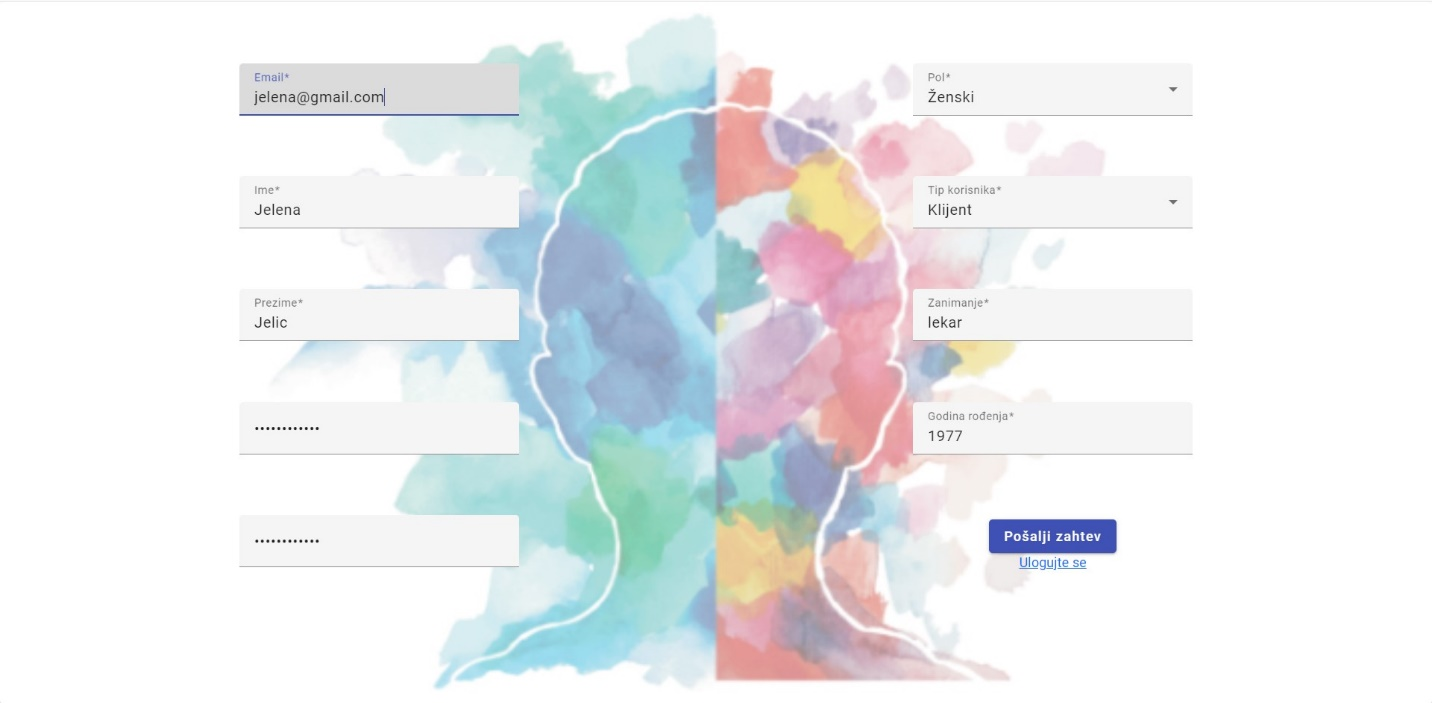 Email*
jelena@gmail.com
Ime*
Jelena
Prezime*
Jelic
••••••••••••
••••••••••••
Pol*
Ženski
Tip korisnika*
Klijent
Zanimanje*
lekar
Godina rođenja*
1977
Pošalji zahtev
Ulogujte se